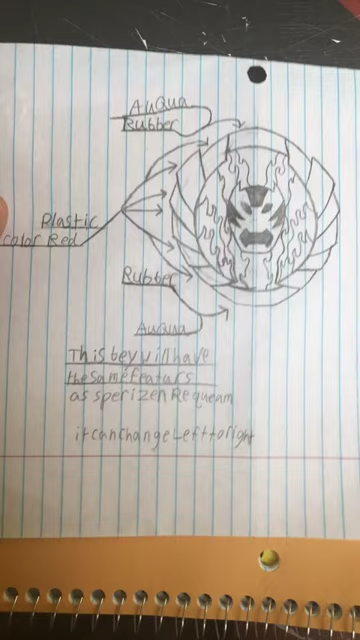 AuQua
Rubber
Plastic
color Red
Rubber
AuQua
This bey will have
the same featurs
as sperizen Requeam
it can change Left to right